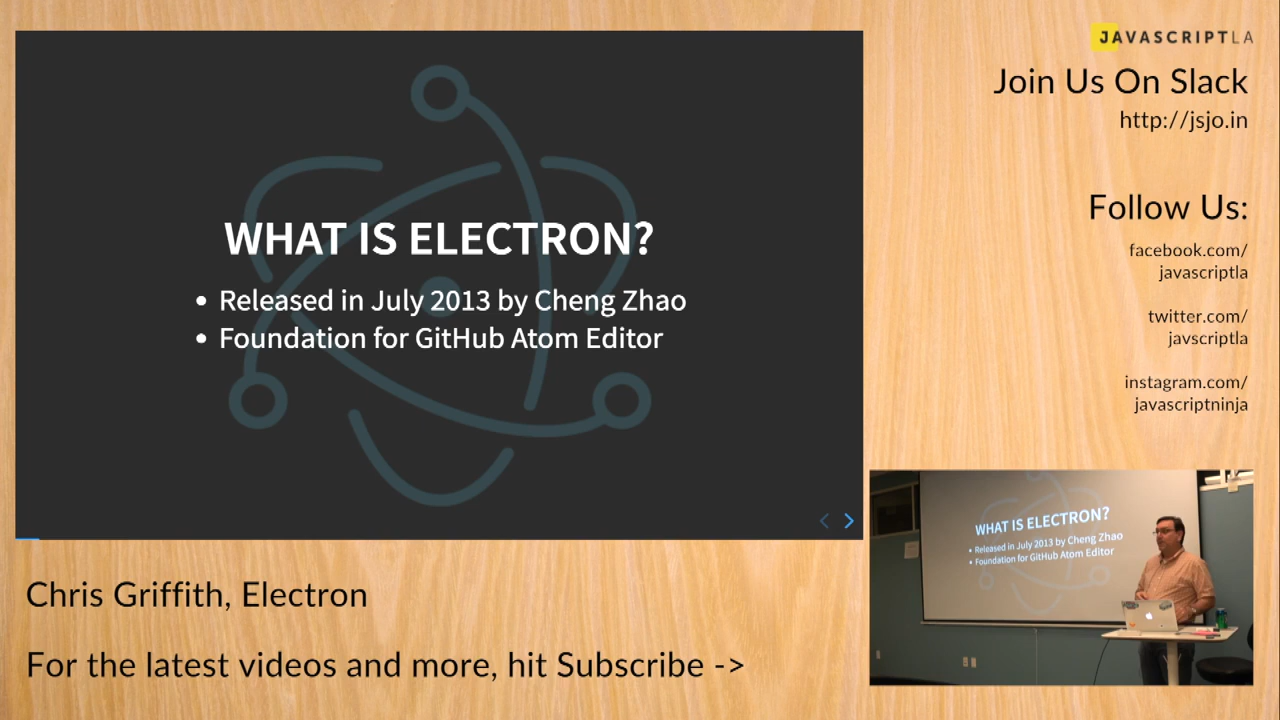 WHAT IS ELECTRON?
• Released in July 2013 by Cheng Zhao
• Foundation for GitHub Atom Editor
JAVASCRIPTLA
Join Us On Slack
http://jsjo.in
Follow Us:
facebook.com/
javascriptla
twitter.com/
javscriptla
instagram.com/
javascriptninja
WHAT IS ELECTRON?
• Released in July 2013 by Cheng Zhao
• Foundation for GitHub Atom Editor
Chris Griffith, Electron
For the latest videos and more, hit Subscribe ->